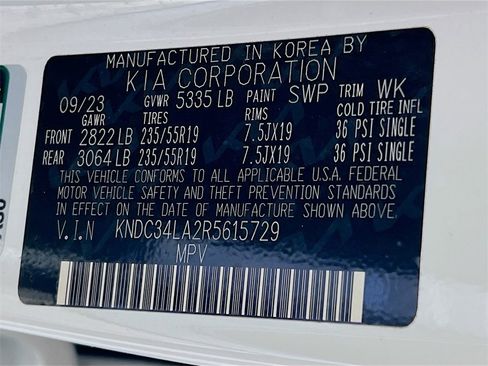 MANUFACTURED IN KOREA BY
KIA CORPORATION
09/23 GVWR 5335 LB PAINT SWP TRIM WK
GAWR TIRES RIMS COLD TIRE INFL
FRONT 2822 LB 235/55R19 7.5JX19 36 PSI SINGLE
REAR 3064 LB 235/55R19 7.5JX19 36 PSI SINGLE
THIS VEHICLE CONFORMS TO ALL APPLICABLE U.S.A. FEDERAL
MOTOR VEHICLE SAFETY AND THEFT PREVENTION STANDARDS
IN EFFECT ON THE DATE OF MANUFACTURE SHOWN ABOVE.
V.I.N KNDC34LA2R5615729
MPV